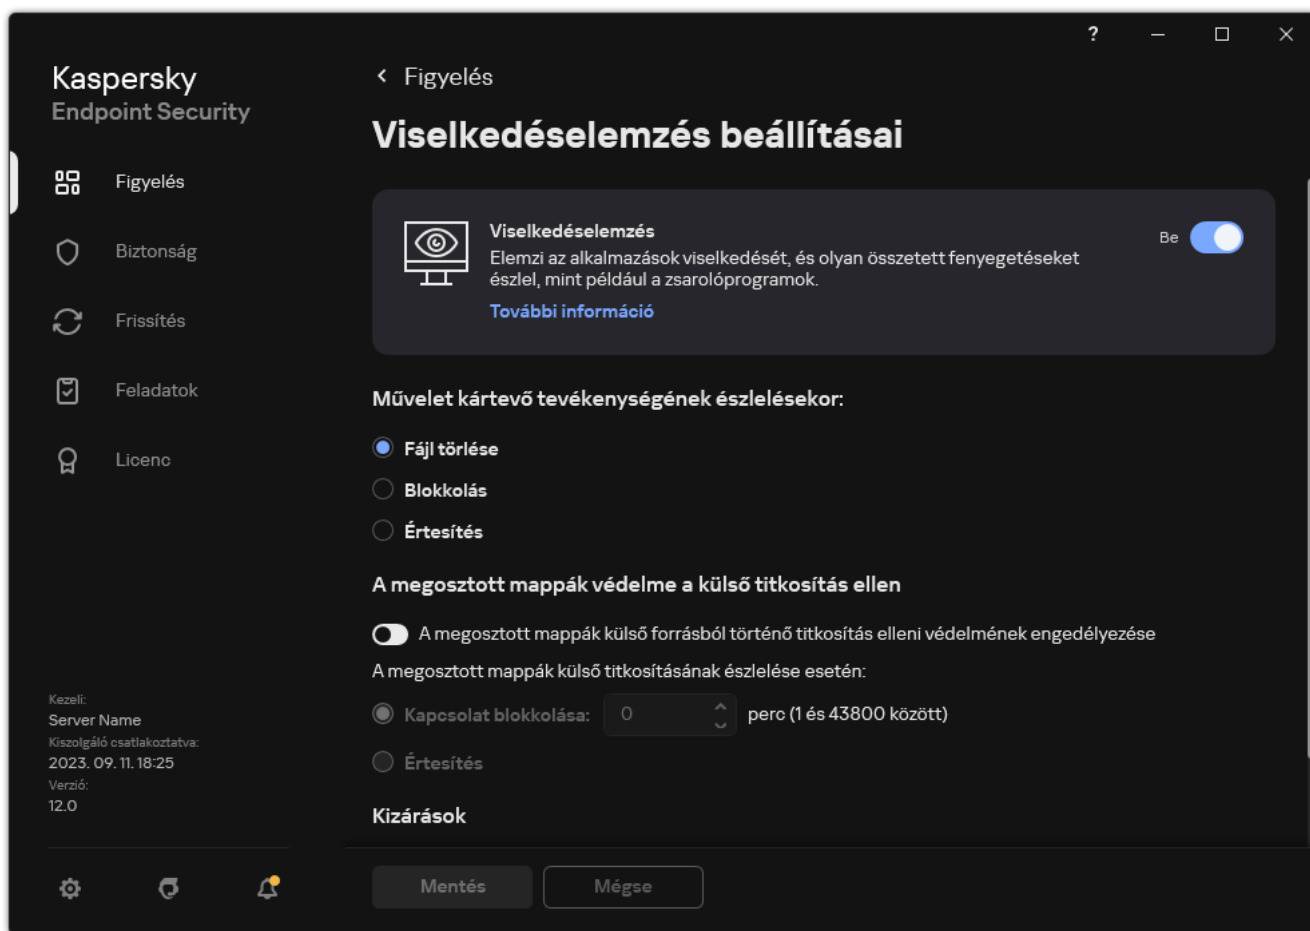 ?
Kaspersky
Endpoint Security
Figyelés
Biztonság
Frissítés
Feladatok
Licenc
Kezeli:
Server Name
Kiszolgáló csatlakoztatva:
2023. 09. 11. 18:25
Verzió:
12.0
Figyelés
Viselkedéselemzés beállításai
Viselkedéselemzés
Elemzi az alkalmazások viselkedését, és olyan összetett fenyegetéseket
észlel, mint például a zsarolóprogramok.
További információ
Be
Művelet kártevő tevékenységének észlelésekor:
Fájl törlése
Blokkolás
Értesítés
A megosztott mappák védelme a külső titkosítás ellen
A megosztott mappák külső forrásból történő titkosítás elleni védelmének engedélyezése
A megosztott mappák külső titkosításának észlelése esetén:
Kapcsolat blokkolása: 0 perc (1 és 43800 között)
Értesítés
Kizárások
Mentés Mégse